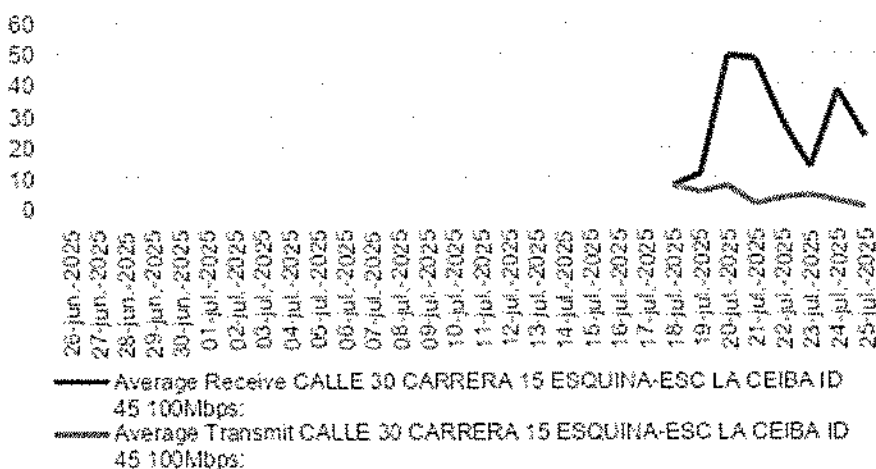 60
50
40
30
20
10
0
26-jun.-2025
27-jun.-2025
28-jun.-2025
29-jun.-2025
30-jun.-2025
01-jul.-2025
02-jul.-2025
03-jul.-2025
04-jul.-2025
05-jul.-2025
06-jul.-2025
07-jul.-2025
08-jul.-2025
09-jul.-2025
10-jul.-2025
11-jul.-2025
12-jul.-2025
13-jul.-2025
14-jul.-2025
15-jul.-2025
16-jul.-2025
17-jul.-2025
18-jul.-2025
19-jul.-2025
20-jul.-2025
21-jul.-2025
22-jul.-2025
23-jul.-2025
24-jul.-2025
25-jul.-2025
Average Receive CALLE 30 CARRERA 15 ESQUINA-ESC LA CEIBA ID
45 100Mbps:
Average Transmit CALLE 30 CARRERA 15 ESQUINA-ESC LA CEIBA ID
45 100Mbps: